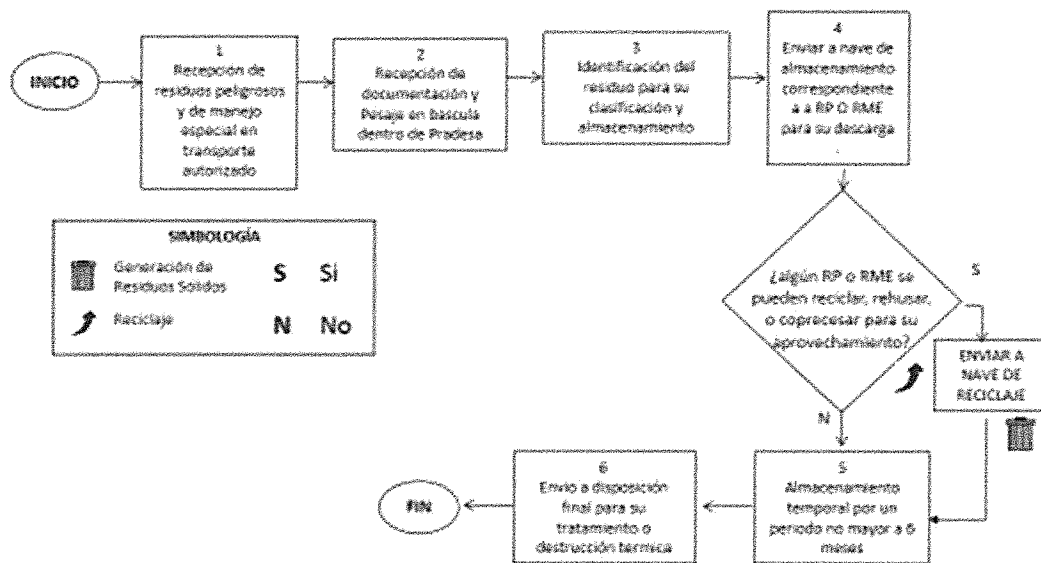 INICIO
1
Recepción de
residuos peligrosos
y de manejo
especial en
transporte
autorizado
2
Recepción de
documentación y
Pesaje en bascula
dentro de Pradesa
3
Identificación del
residuo para su
clasificación y
almacenamiento
4
Enviar a nave de
almacenamiento
correspondiente
a a RP O RME
para su descarga
.
SIMBOLOGÍA
Generación de
Residuos Solidos
S Sí
Reciclaje
N No
¿algún RP o RME se
pueden reciclar, rehusar,
o coprocesar para su
aprovechamiento?
S
ENVIAR A
NAVE DE
RECICLAJE
N
5
Almacenamiento
temporal por un
periodo no mayor a 6
meses
6
Envio a disposición
final para su
tratamiento o
destrucción termica
FIN